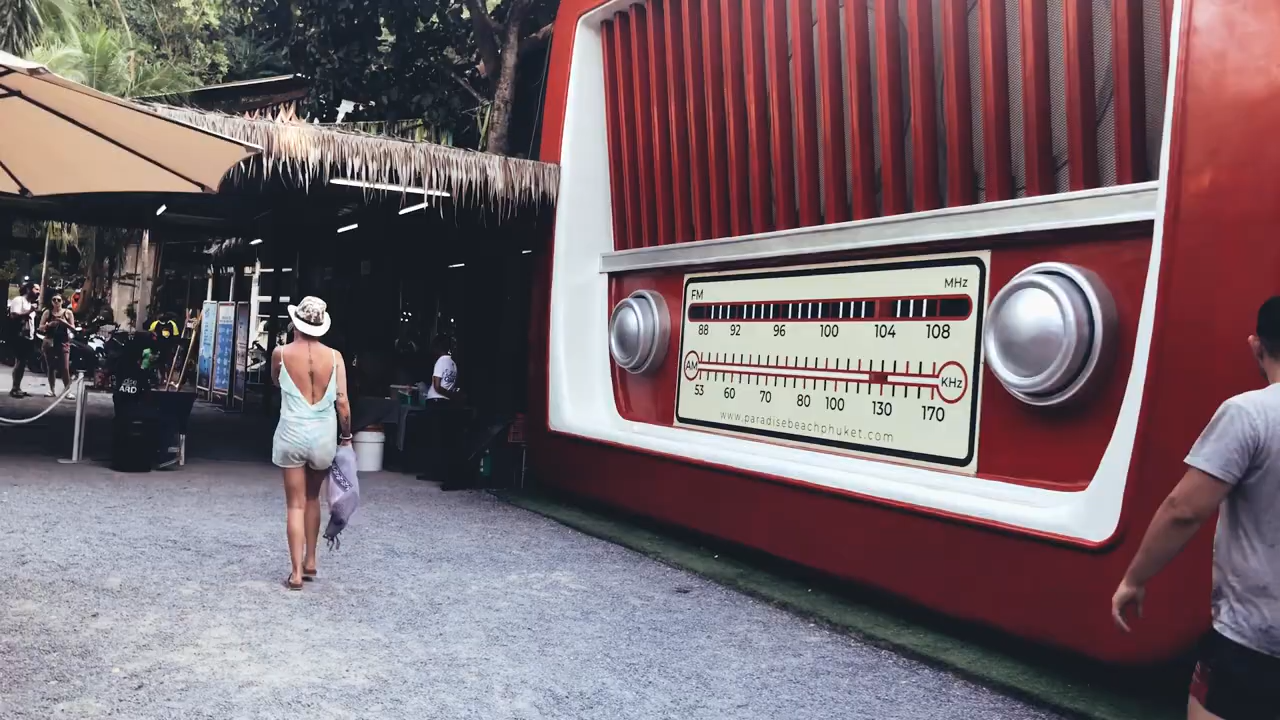 FM MHz
88 92 96 100 104 108
AM KHz
53 60 70 80 100 130 170
www.paradisebeachphuket.com
ARD